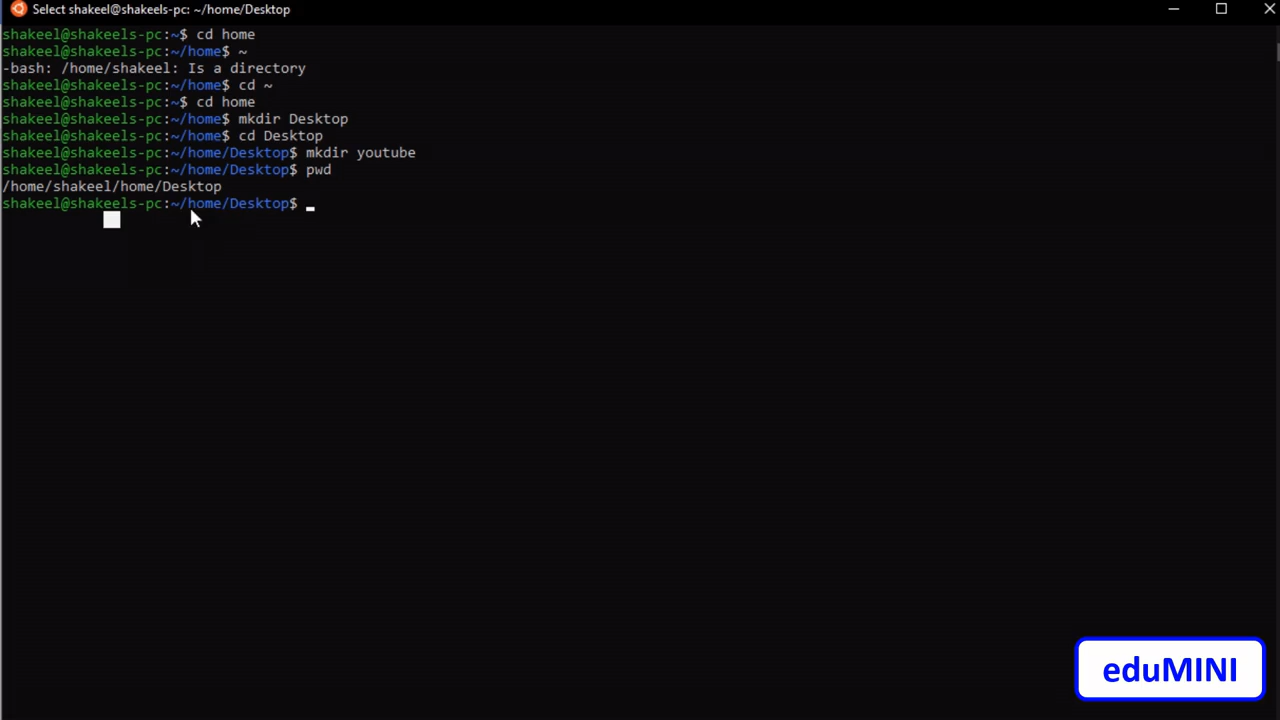 Select shakeel@shakeels-pc: ~/home/Desktop
shakeel@shakeels-pc:~$ cd home
shakeel@shakeels-pc:~/home$ ~
-bash: /home/shakeel: Is a directory
shakeel@shakeels-pc:~/home$ cd ~
shakeel@shakeels-pc:~$ cd home
shakeel@shakeels-pc:~/home$ mkdir Desktop
shakeel@shakeels-pc:~/home$ cd Desktop
shakeel@shakeels-pc:~/home/Desktop$ mkdir youtube
shakeel@shakeels-pc:~/home/Desktop$ pwd
/home/shakeel/home/Desktop
shakeel@shakeels-pc:~/home/Desktop$
eduMINI